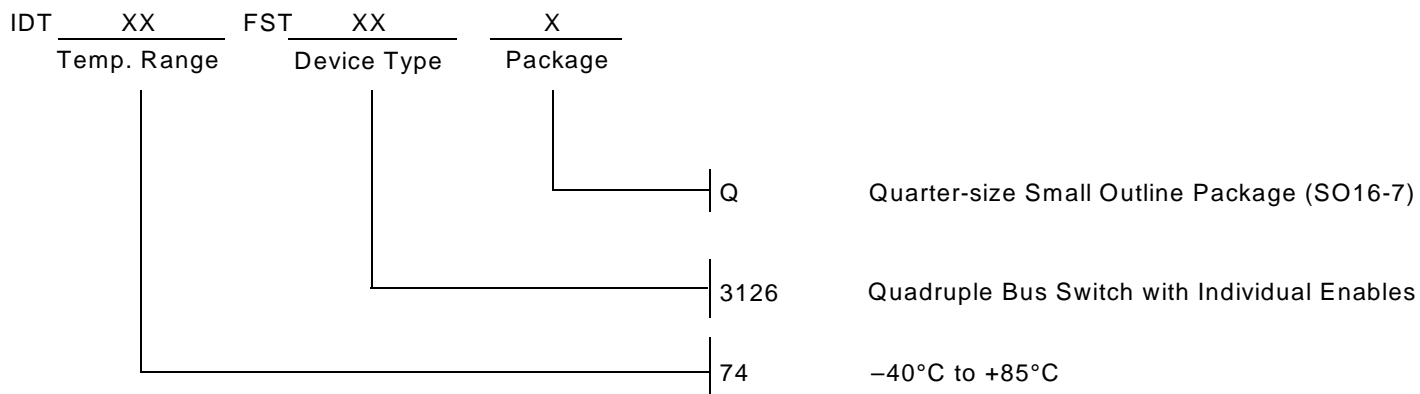 IDT XX FST XX X
Temp. Range Device Type Package
Q Quarter-size Small Outline Package (SO16-7)
3126 Quadruple Bus Switch with Individual Enables
74 –40°C to +85°C